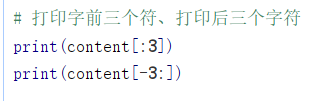 # 打印字前三个符、打印后三个字符
print(content[:3])
print(content[-3:])